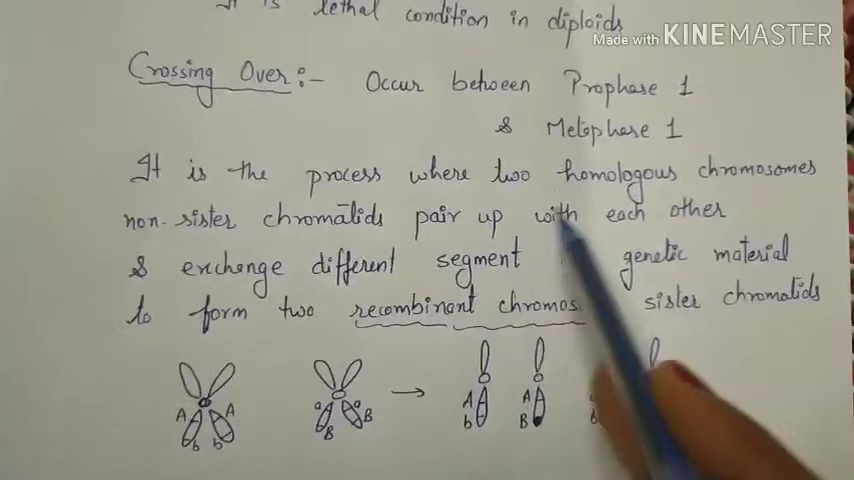 It is lethal condition in diploids
Made with KINEMASTER
Crossing Over :- Occur between Prophase 1
& Metaphase 1
It is the process where two homologous chromosomes
non-sister chromatids pair up with each other
& exchange different segment genetic material
to form two recombinant chromos sister chromatids
A A b b
a a B B
A b
A B